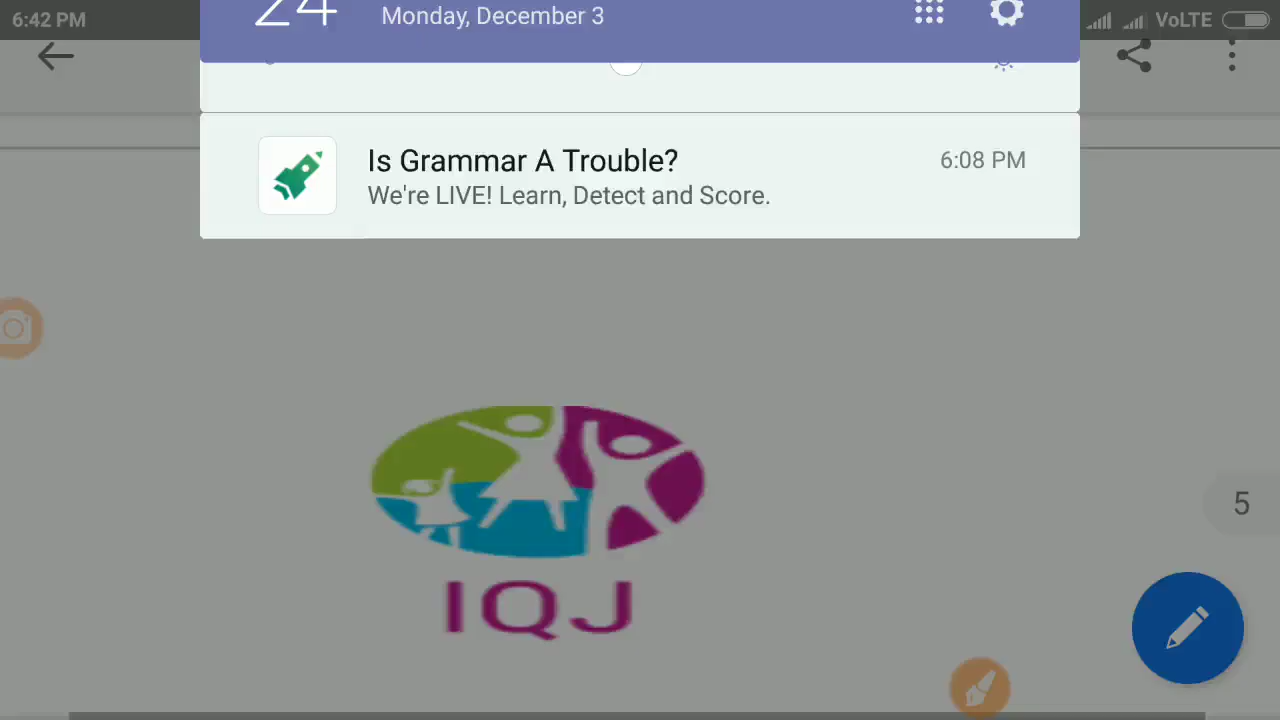 6:42 PM
24
Monday, December 3
VoLTE
Is Grammar A Trouble?
6:08 PM
We're LIVE! Learn, Detect and Score.
5
IQJ